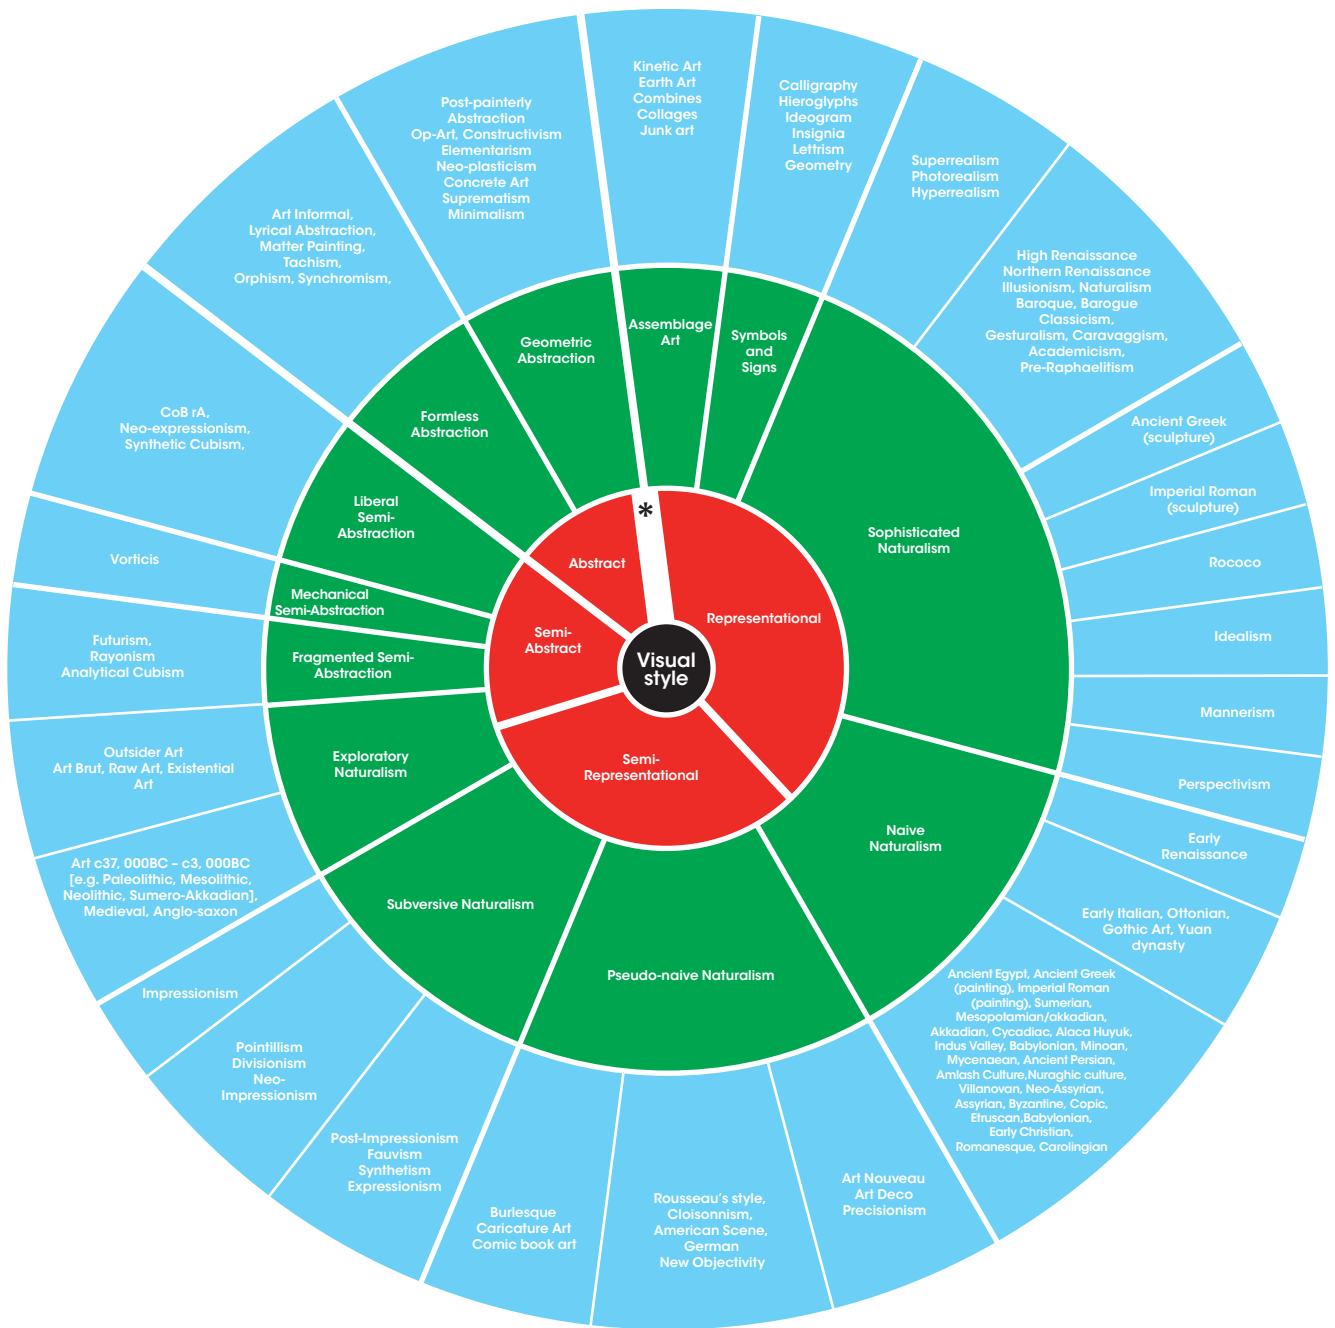 Visual
style
*
Representational
Semi-
Representational
Semi-
Abstract
Abstract
Assemblage
Art
Symbols
and
Signs
Sophisticated
Naturalism
Naive
Naturalism
Pseudo-naive Naturalism
Subversive Naturalism
Exploratory
Naturalism
Fragmented Semi-
Abstraction
Mechanical
Semi-Abstraction
Liberal
Semi-
Abstraction
Formless
Abstraction
Geometric
Abstraction
Kinetic Art
Earth Art
Combines
Collages
Junk art
Calligraphy
Hieroglyphs
Ideogram
Insignia
Lettrism
Geometry
Superrealism
Photorealism
Hyperrealism
High Renaissance
Northern Renaissance
Illusionism, Naturalism
Baroque, Barogue
Classicism,
Gesturalism, Caravaggism,
Academicism,
Pre-Raphaelitism
Ancient Greek
(sculpture)
Imperial Roman
(sculpture)
Rococo
Idealism
Mannerism
Perspectivism
Early
Renaissance
Early Italian, Ottonian,
Gothic Art, Yuan
dynasty
Ancient Egypt, Ancient Greek
(painting), Imperial Roman
(painting), Sumerian,
Mesopotamian/akkadian,
Akkadian, Cycadiac, Alaca Huyuk,
Indus Valley, Babylonian, Minoan,
Mycenaean, Ancient Persian,
Amlash Culture,Nuraghic culture,
Villanovan, Neo-Assyrian,
Assyrian, Byzantine, Copic,
Etruscan,Babylonian,
Early Christian,
Romanesque, Carolingian
Art Nouveau
Art Deco
Precisionism
Rousseau's style,
Cloisonnism,
American Scene,
German
New Objectivity
Burlesque
Caricature Art
Comic book art
Post-Impressionism
Fauvism
Synthetism
Expressionism
Pointillism
Divisionism
Neo-
Impressionism
Impressionism
Art c37, 000BC – c3, 000BC
[e.g. Paleolithic, Mesolithic,
Neolithic, Sumero-Akkadian],
Medieval, Anglo-saxon
Outsider Art
Art Brut, Raw Art, Existential
Art
Futurism,
Rayonism
Analytical Cubism
Vorticis
CoB rA,
Neo-expressionism,
Synthetic Cubism,
Art Informal,
Lyrical Abstraction,
Matter Painting,
Tachism,
Orphism, Synchromism,
Post-painterly
Abstraction
Op-Art, Constructivism
Elementarism
Neo-plasticism
Concrete Art
Suprematism
Minimalism